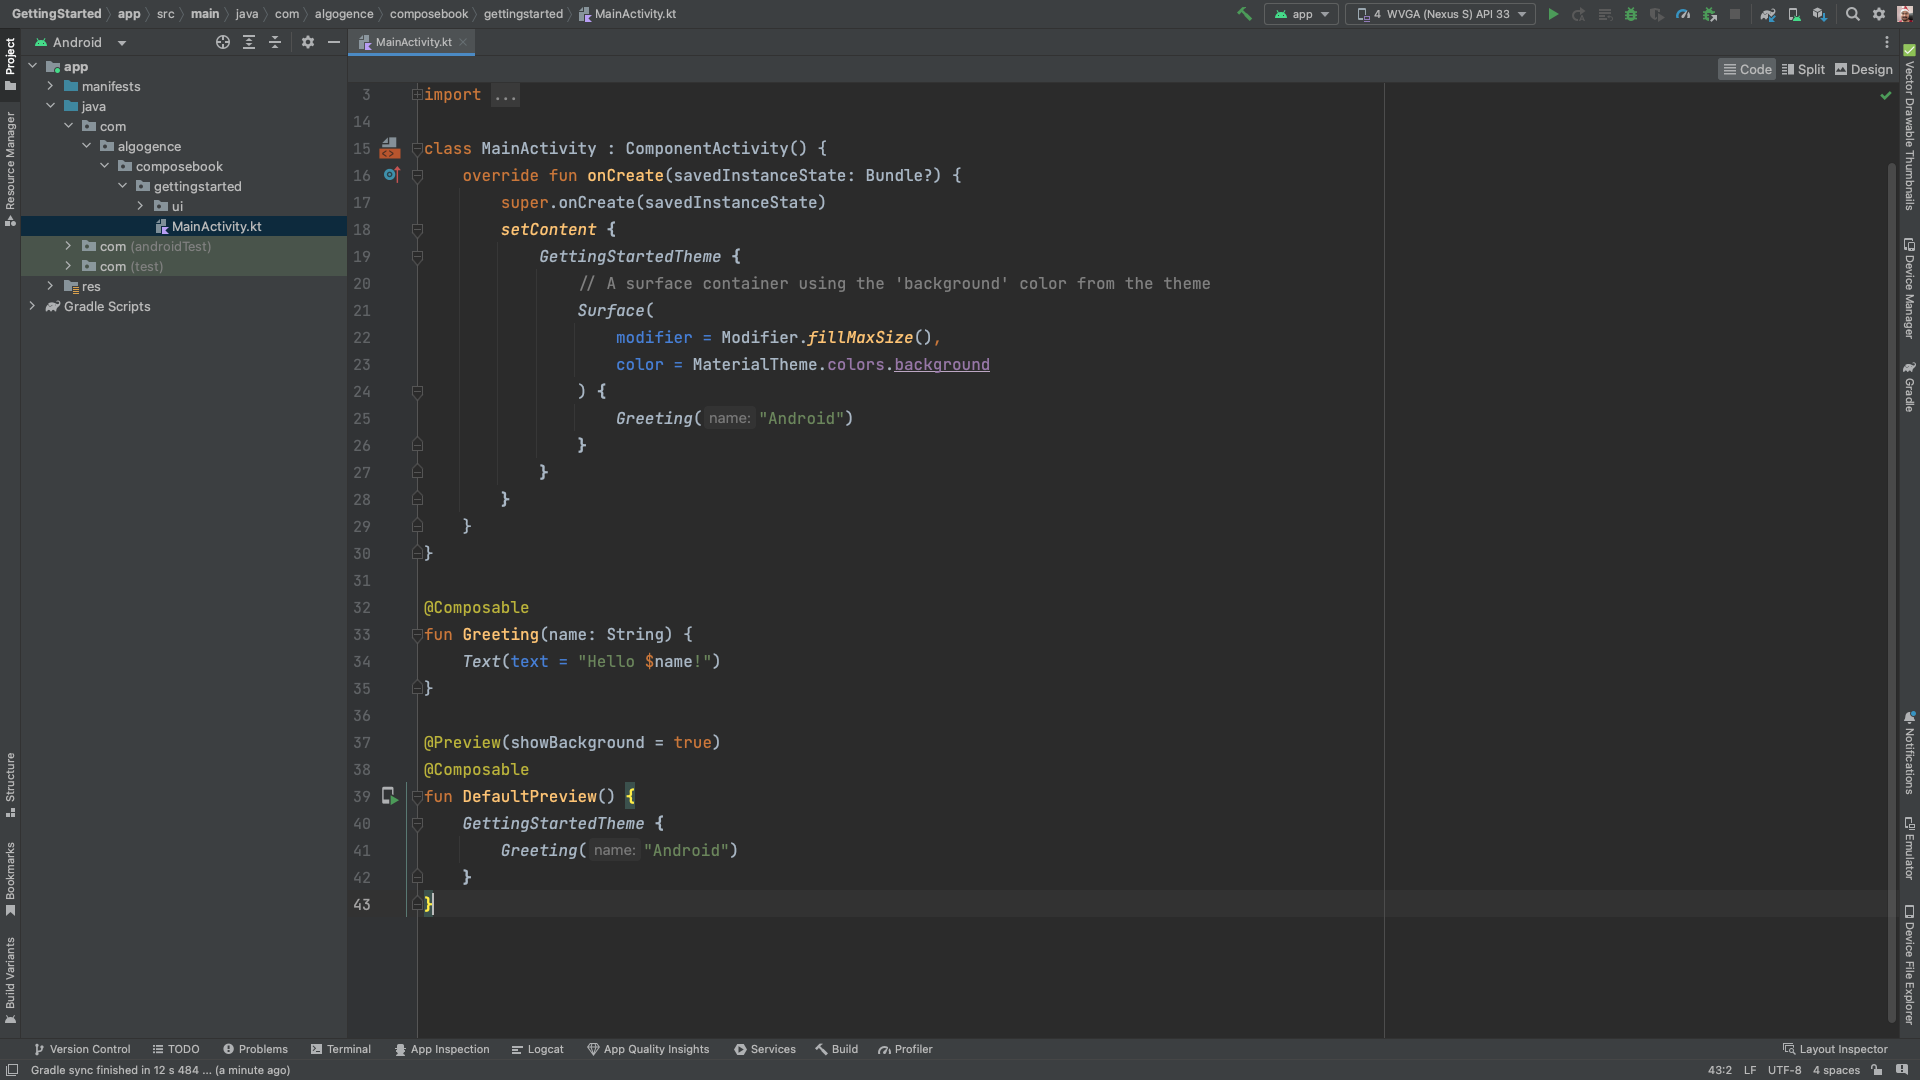 GettingStarted app src main java com algogence composebook gettingstarted MainActivity.kt
app
4 WVGA (Nexus S) API 33
Android
MainActivity.kt
Code Split Design
Project
Resource Manager
Structure
Bookmarks
Build Variants
app
manifests
java
com
algogence
composebook
gettingstarted
ui
MainActivity.kt
com (androidTest)
com (test)
res
Gradle Scripts
3 import ...
14
15 class MainActivity : ComponentActivity() {
16 override fun onCreate(savedInstanceState: Bundle?) {
17 super.onCreate(savedInstanceState)
18 setContent {
19 GettingStartedTheme {
20 // A surface container using the 'background' color from the theme
21 Surface(
22 modifier = Modifier.fillMaxSize(),
23 color = MaterialTheme.colors.background
24 ) {
25 Greeting( name: "Android")
26 }
27 }
28 }
29 }
30 }
31
32 @Composable
33 fun Greeting(name: String) {
34 Text(text = "Hello $name!")
35 }
36
37 @Preview(showBackground = true)
38 @Composable
39 fun DefaultPreview() {
40 GettingStartedTheme {
41 Greeting( name: "Android")
42 }
43 }
Vector Drawable Thumbnails
Device Manager
Gradle
Notifications
Emulator
Device File Explorer
Version Control TODO Problems Terminal App Inspection Logcat App Quality Insights Services Build Profiler Layout Inspector
Gradle sync finished in 12 s 484 ... (a minute ago) 43:2 LF UTF-8 4 spaces